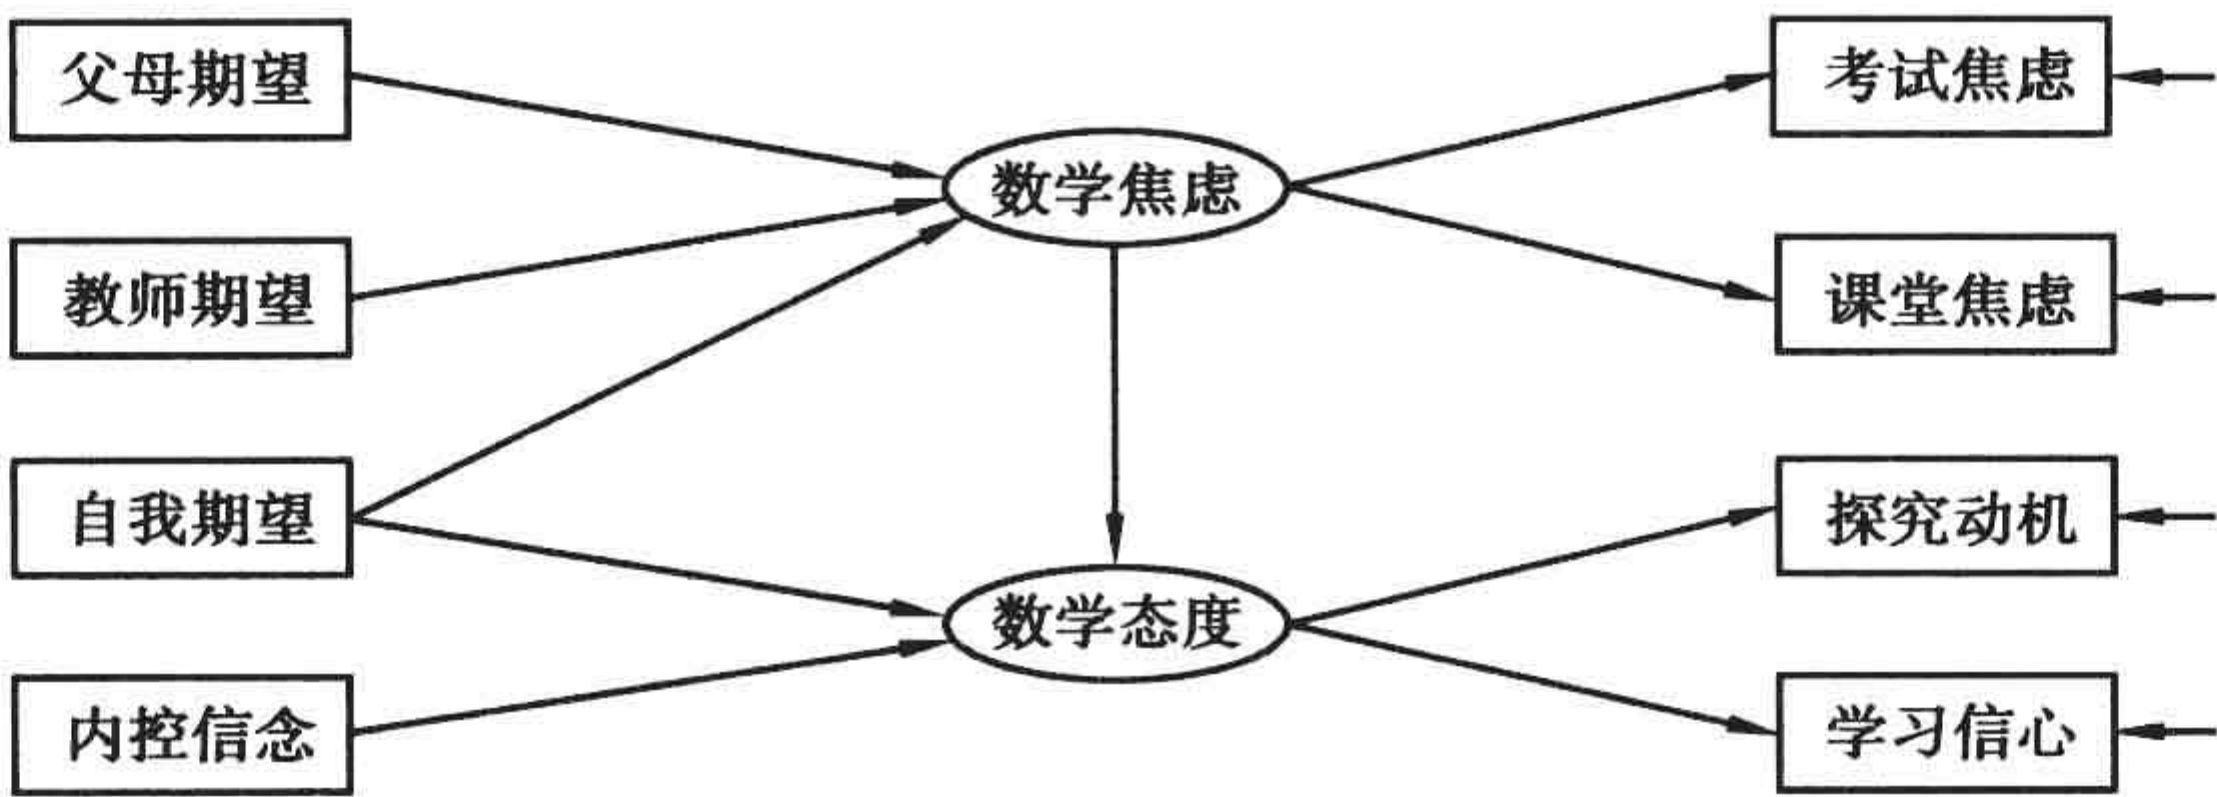 父母期望
考试焦虑
数学焦虑
教师期望
课堂焦虑
自我期望
探究动机
数学态度
内控信念
学习信心